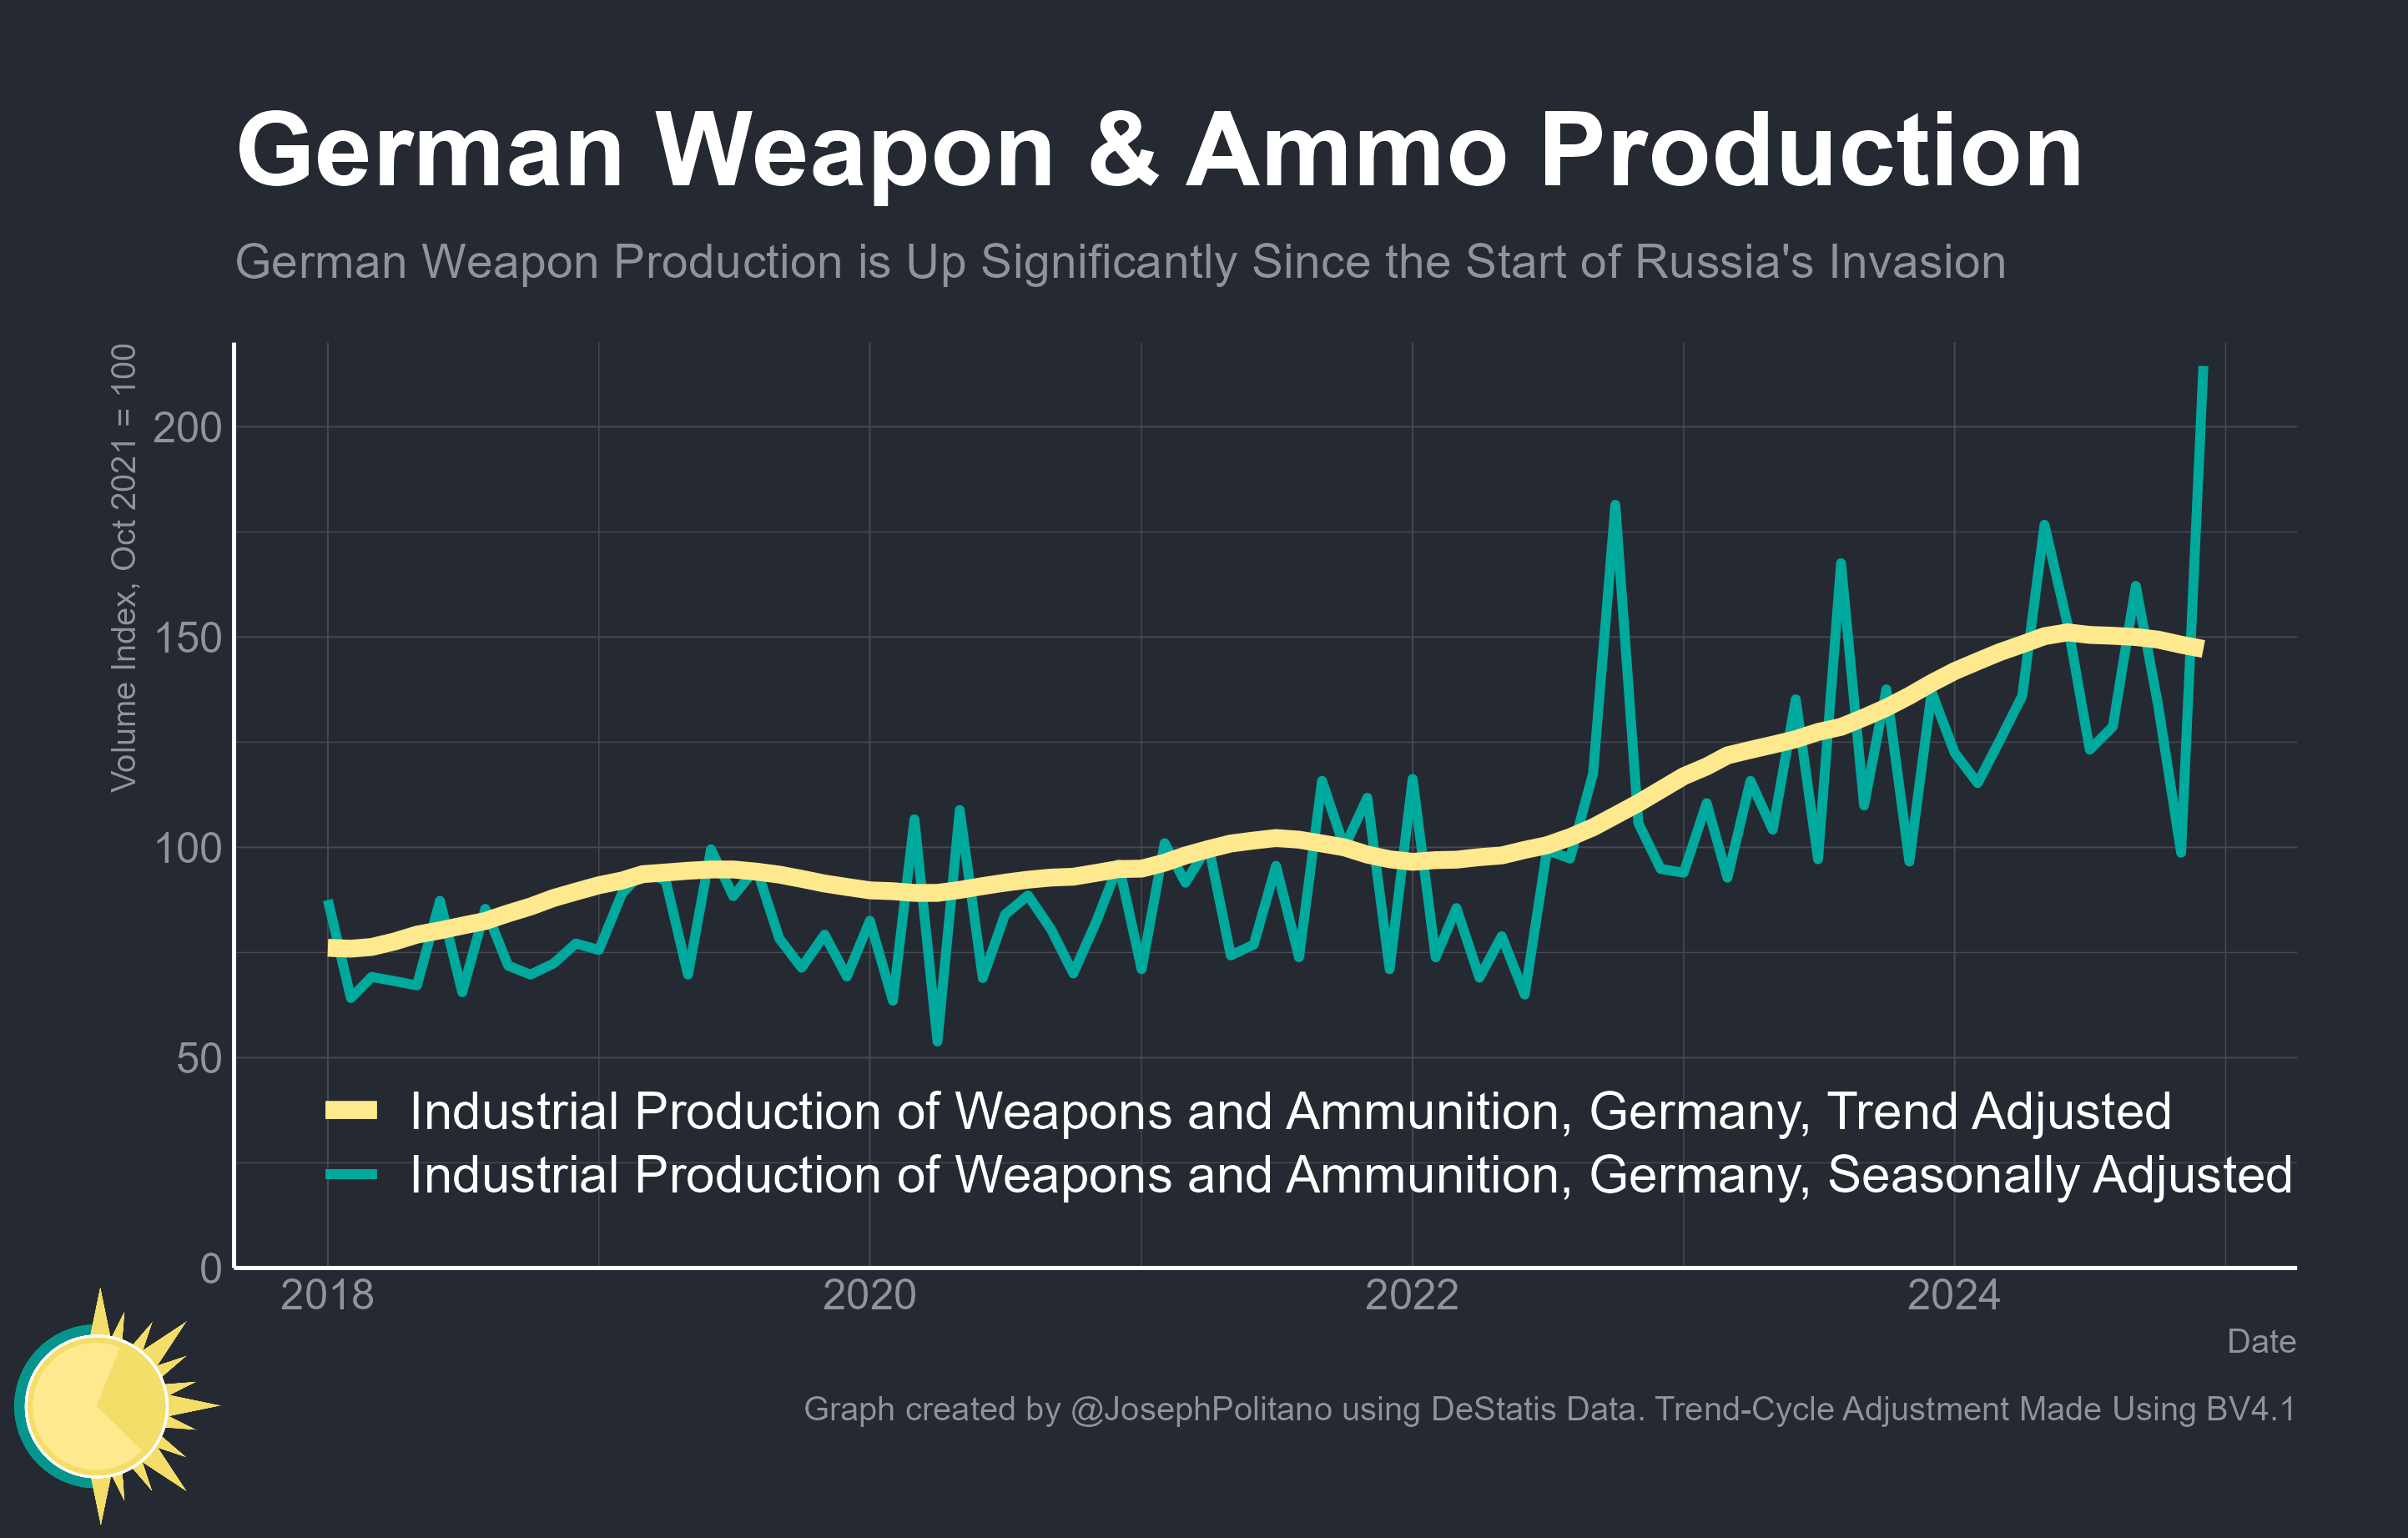 German Weapon & Ammo Production
German Weapon Production is Up Significantly Since the Start of Russia's Invasion
Volume Index, Oct 2021 = 100
200
150
100
50
0
Industrial Production of Weapons and Ammunition, Germany, Trend Adjusted
Industrial Production of Weapons and Ammunition, Germany, Seasonally Adjusted
2018 2020 2022 2024
Date
Graph created by @JosephPolitano using DeStatis Data. Trend-Cycle Adjustment Made Using BV4.1